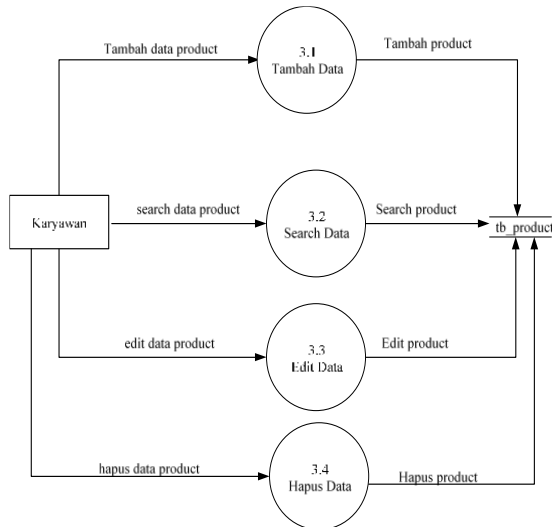 3.1
Tambah Data
Tambah data product
Tambah product
Karyawan
search data product
3.2
Search Data
Search product
tb_product
edit data product
3.3
Edit Data
Edit product
hapus data product
3.4
Hapus Data
Hapus product